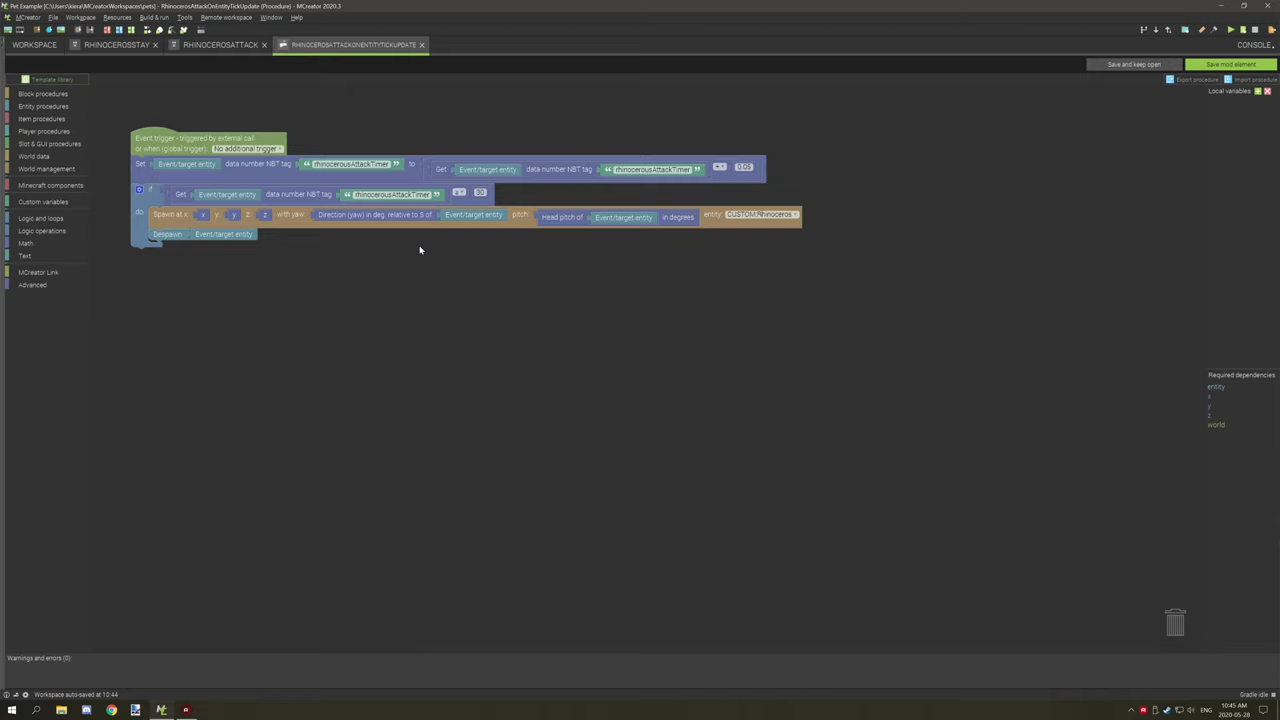 Pet Example [C:\Users\kiera\MCreatorWorkspaces\pets] - RhinocerosAttackOnEntityTickUpdate (Procedure) - MCreator 2020.3
MCreator File Workspace Resources Build & run Tools Remote workspace Window Help
WORKSPACE RHINOCEROSSTAY RHINOCEROSATTACK RHINOCEROSATTACKONENTITYTICKUPDATE CONSOLE
Save and keep open Save mod element
Template library Export procedure Import procedure
Local variables
Block procedures
Entity procedures
Item procedures
Player procedures
Slot & GUI procedures
World data
World management
Minecraft components
Custom variables
Logic and loops
Logic operations
Math
Text
MCreator Link
Advanced
Event trigger - triggered by external call
or when (global trigger): No additional trigger
Set Event/target entity data number NBT tag “ rhinocerousAttackTimer ” to Get Event/target entity data number NBT tag “ rhinocerousAttackTimer ” + 0.05
if Get Event/target entity data number NBT tag “ rhinocerousAttackTimer ” 30
do Spawn at x: x y: y z: z with yaw: Direction (yaw) in deg. relative to S of Event/target entity pitch: Head pitch of Event/target entity in degrees entity: CUSTOM:Rhinoceros
Despawn Event/target entity
Required dependencies
entity
x
y
z
world
Warnings and errors (0):
Workspace auto-saved at 10:44 Gradle idle
ENG 10:45 AM
2020-05-28